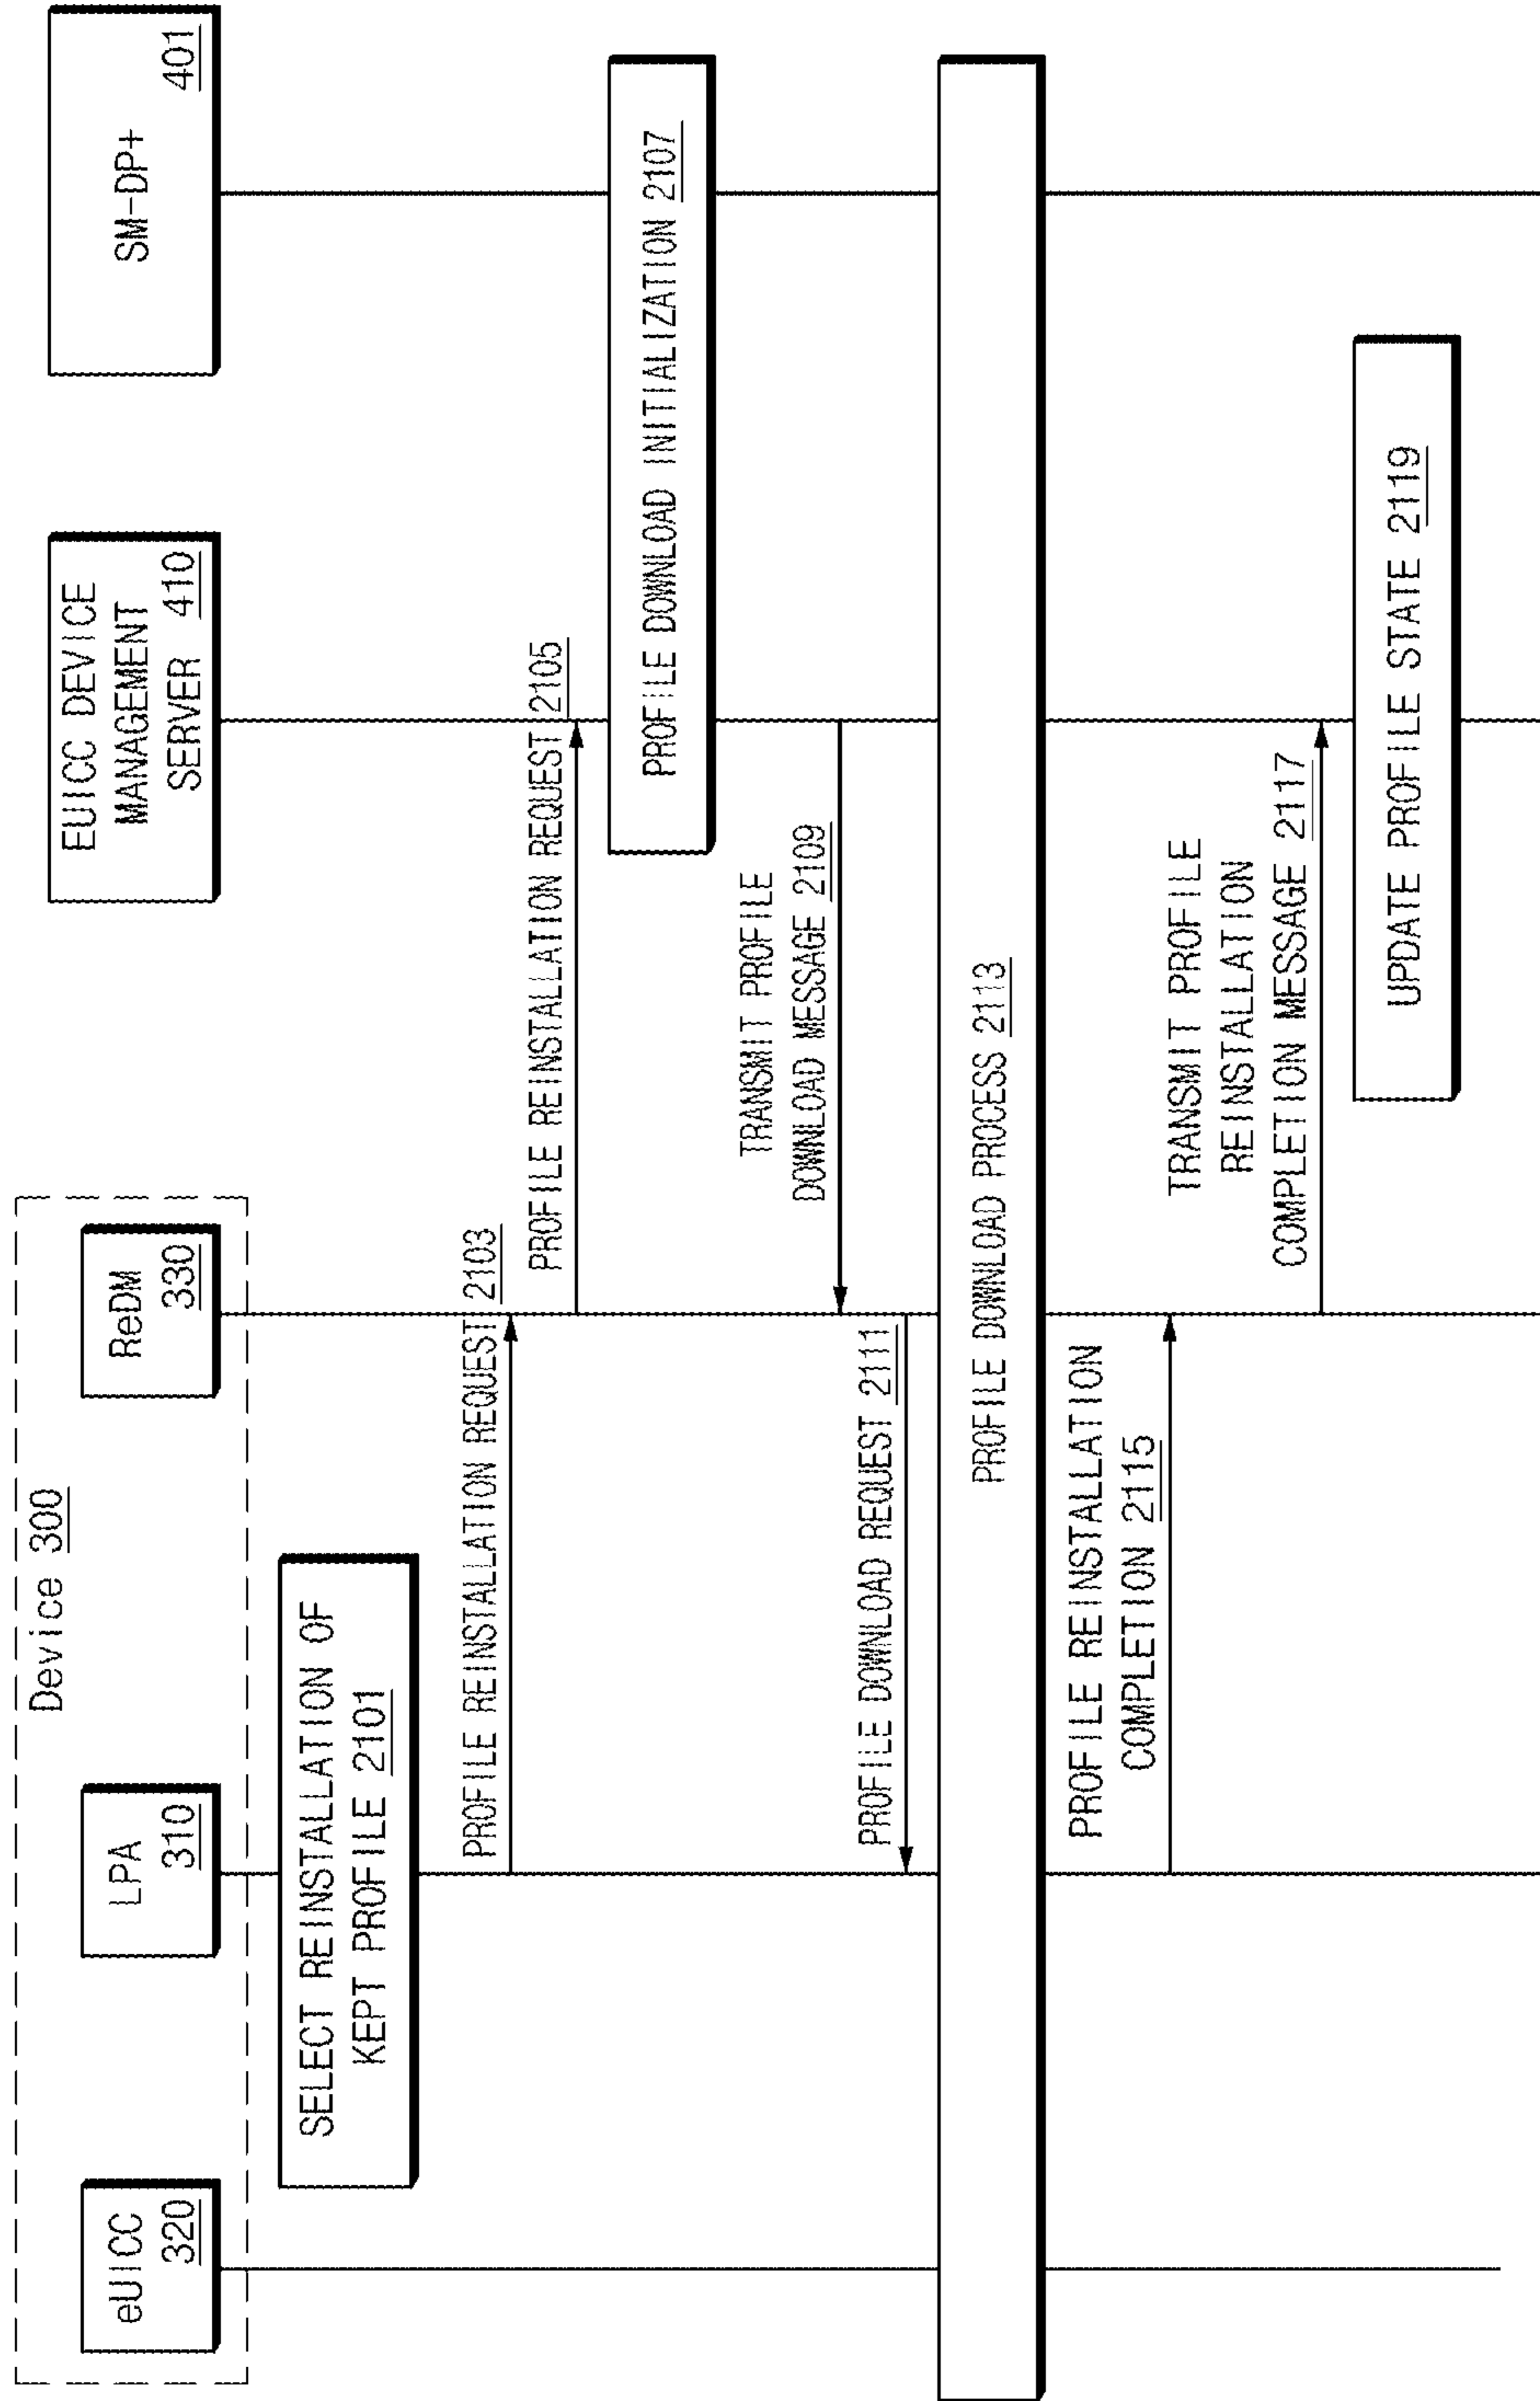 Device 300
eUICC
320
LPA
310
ReDM
330
EUICC DEVICE
MANAGEMENT
SERVER 410
SM-DP+
401
SELECT REINSTALLATION OF
KEPT PROFILE 2101
PROFILE REINSTALLATION REQUEST 2103
PROFILE REINSTALLATION REQUEST 2105
PROFILE DOWNLOAD INITIALIZATION 2107
TRANSMIT PROFILE
DOWNLOAD MESSAGE 2109
PROFILE DOWNLOAD REQUEST 2111
PROFILE DOWNLOAD PROCESS 2113
PROFILE REINSTALLATION
COMPLETION 2115
TRANSMIT PROFILE
REINSTALLATION
COMPLETION MESSAGE 2117
UPDATE PROFILE STATE 2119